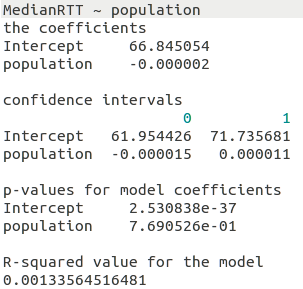 MedianRTT ~ population
the coefficients
Intercept     66.845054
population    -0.000002
confidence intervals
                    0          1
Intercept   61.954426  71.735681
population  -0.000015   0.000011
p-values for model coefficients
Intercept     2.530838e-37
population    7.690526e-01
R-squared value for the model
0.00133564516481